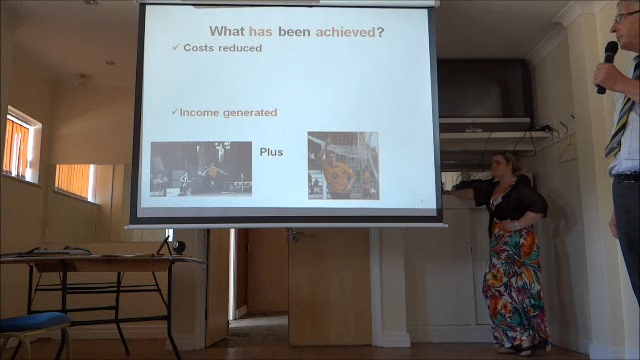 What has been achieved?
✓ Costs reduced
✓Income generated
Plus